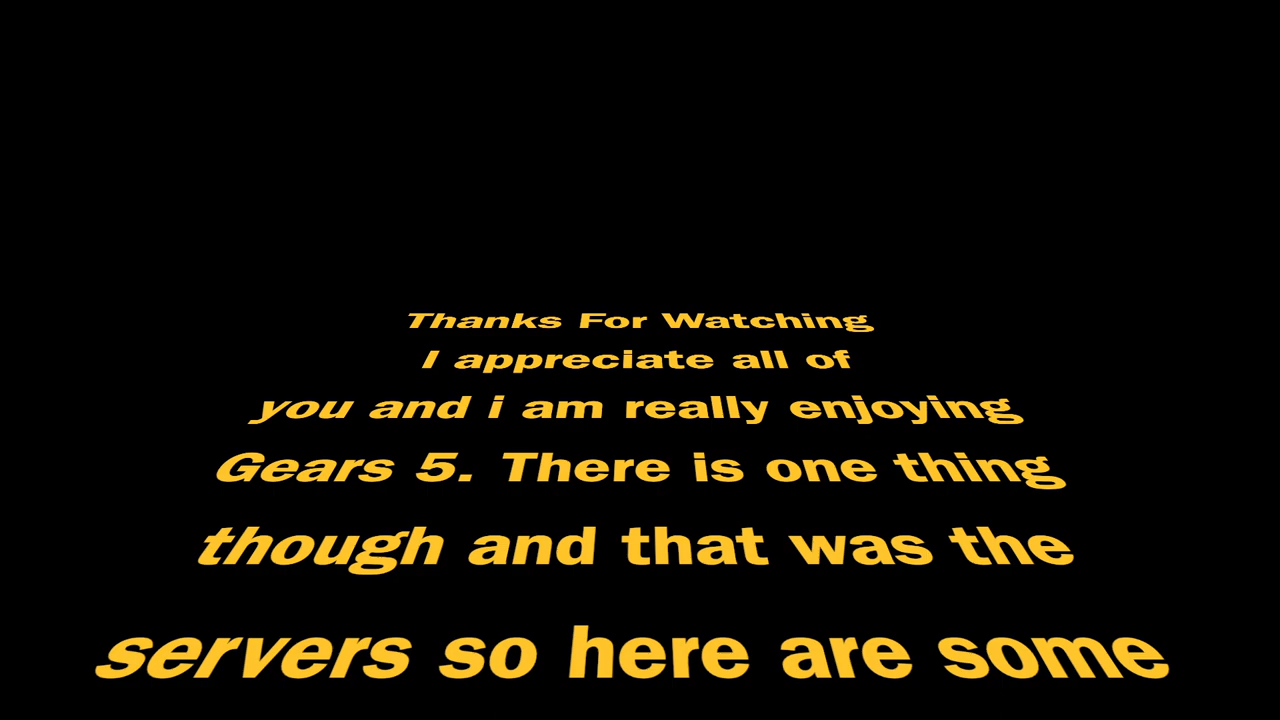 Thanks For Watching
I appreciate all of
you and i am really enjoying
Gears 5. There is one thing
though and that was the
servers so here are some